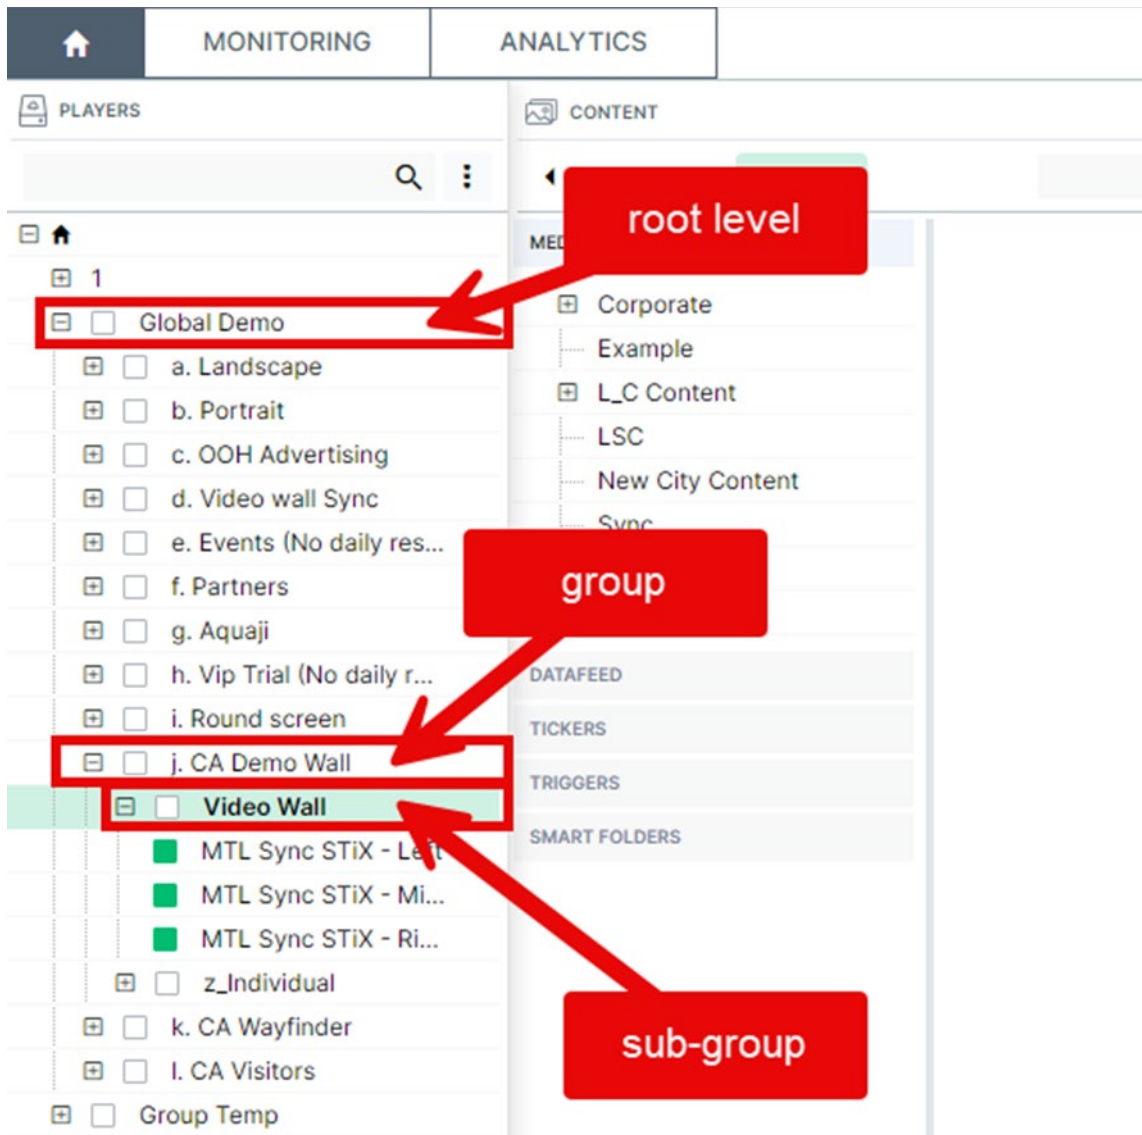 MONITORING
ANALYTICS
PLAYERS
1
Global Demo
a. Landscape
b. Portrait
c. OOH Advertising
d. Video wall Sync
e. Events (No daily res...
f. Partners
g. Aquaji
h. Vip Trial (No daily r...
i. Round screen
j. CA Demo Wall
Video Wall
MTL Sync STiX - Left
MTL Sync STiX - Mi...
MTL Sync STiX - Ri...
z_Individual
k. CA Wayfinder
l. CA Visitors
Group Temp
CONTENT
Corporate
Example
L_C Content
LSC
New City Content
Sync
DATAFEED
TICKERS
TRIGGERS
SMART FOLDERS
root level
group
sub-group